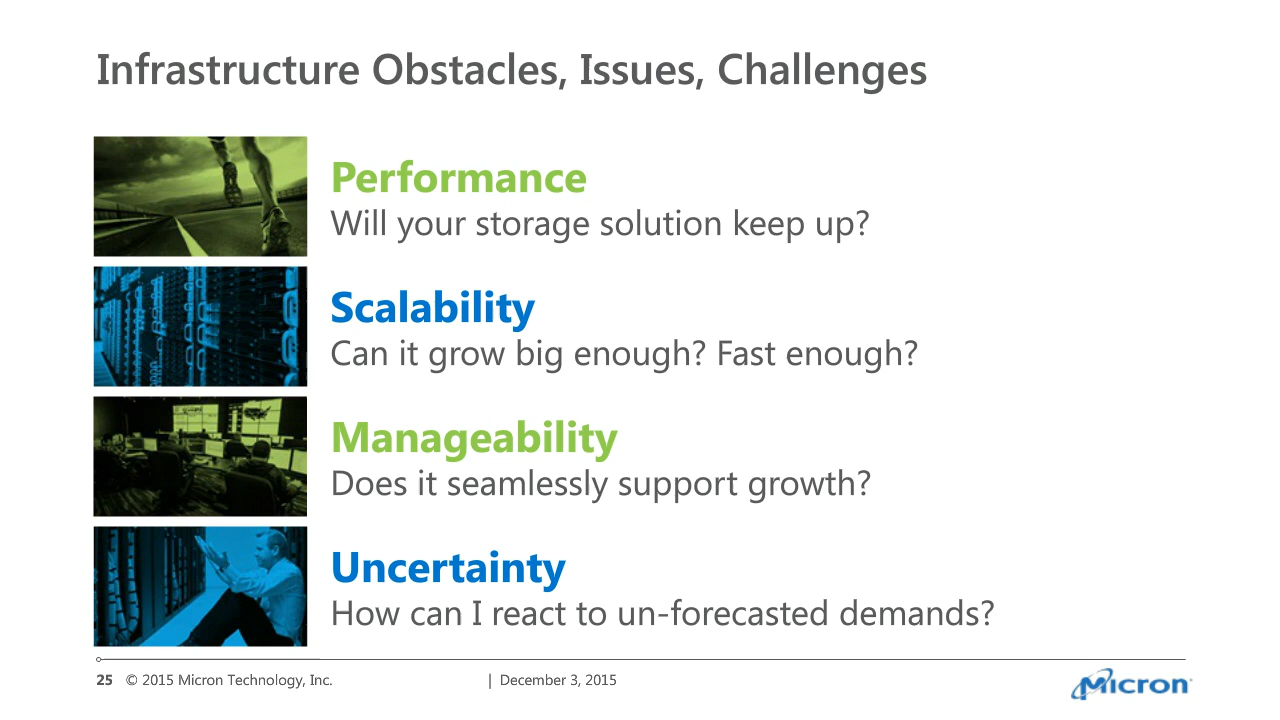 Infrastructure Obstacles, Issues, Challenges
Performance
Will your storage solution keep up?
Scalability
Can it grow big enough? Fast enough?
Manageability
Does it seamlessly support growth?
Uncertainty
How can I react to un-forecasted demands?
25 © 2015 Micron Technology, Inc. | December 3, 2015
Micron